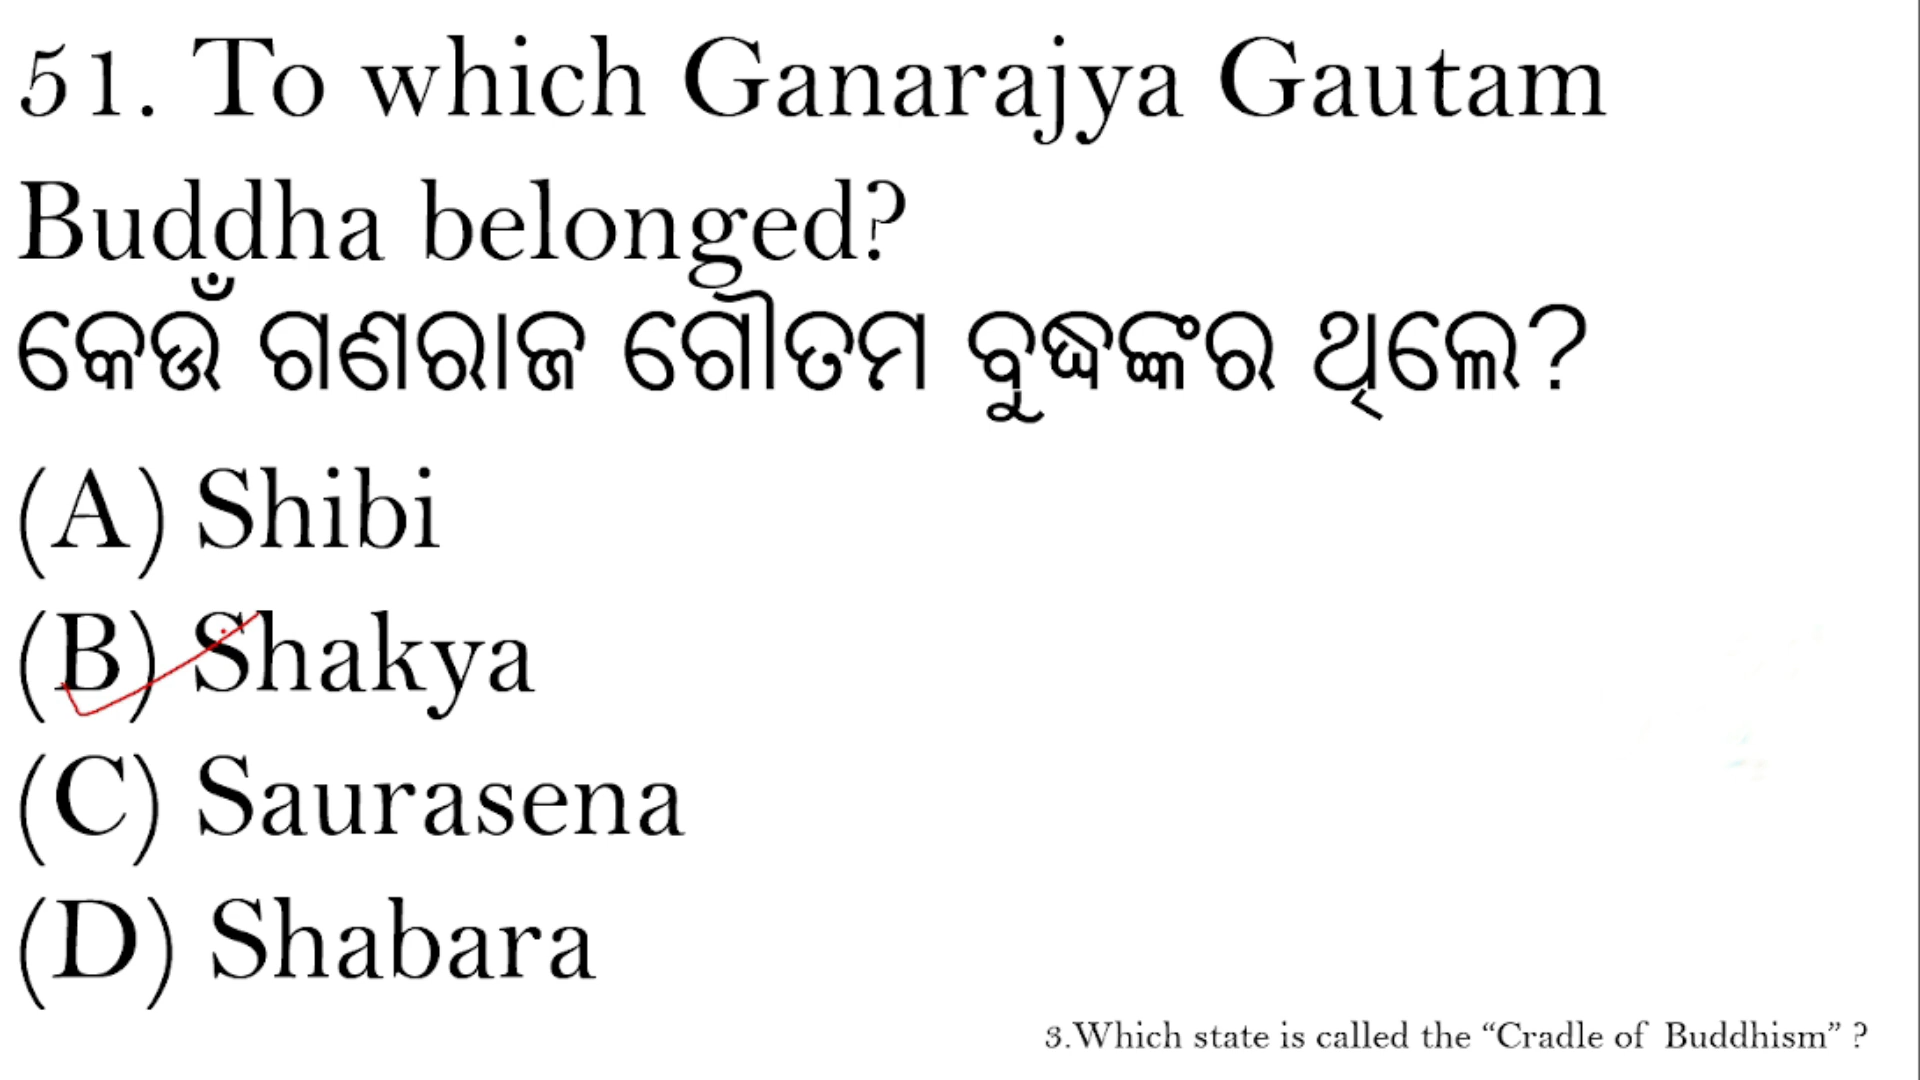 51. To which Ganarajya Gautam
Buddha belonged?
କେଉଁ ଗଣରାଜ ଗୌତମ ବୁଦ୍ଧଙ୍କର ଥିଲେ?
(A) Shibi
(B) Shakya
(C) Saurasena
(D) Shabara
3.Which state is called the “Cradle of Buddhism” ?